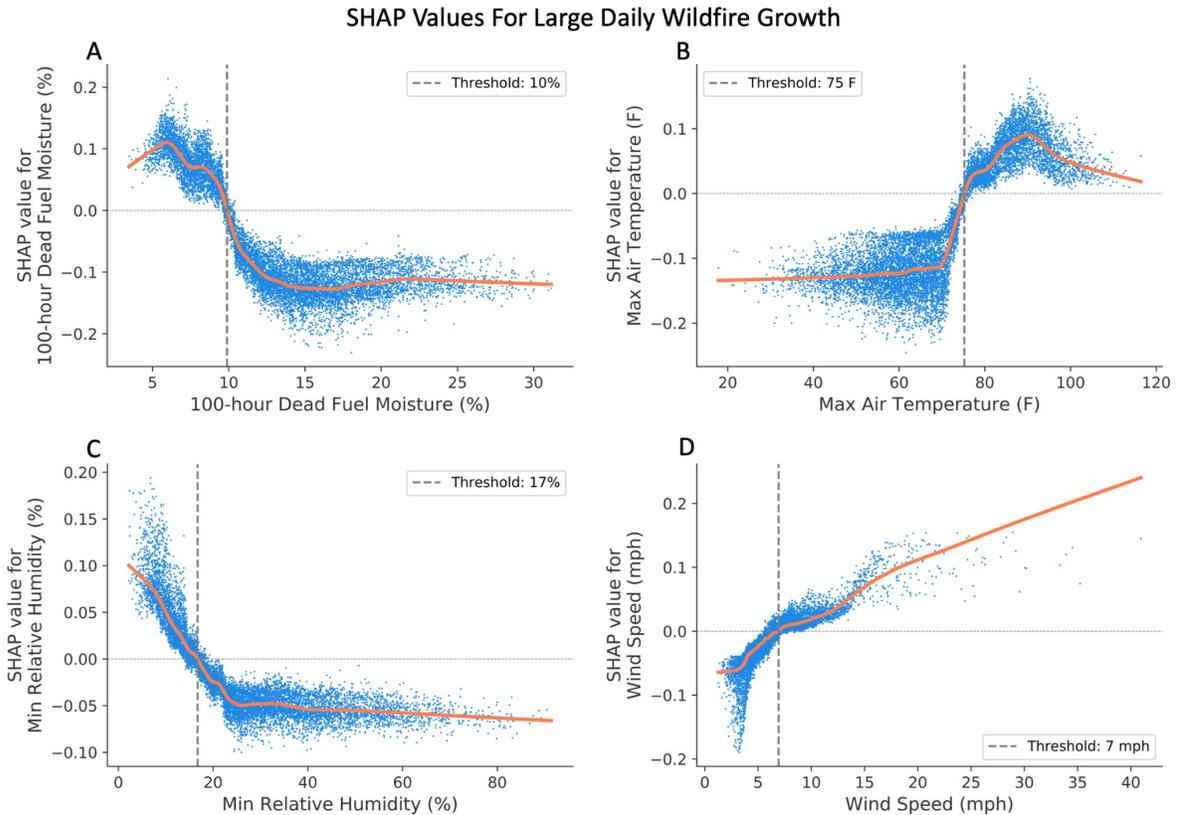 SHAP Values For Large Daily Wildfire Growth
A
SHAP value for
100-hour Dead Fuel Moisture (%)
0.2
0.1
0.0
−0.1
−0.2
Threshold: 10%
5 10 15 20 25 30
100-hour Dead Fuel Moisture (%)
B
SHAP value for
Max Air Temperature (F)
0.1
0.0
−0.1
−0.2
Threshold: 75 F
20 40 60 80 100 120
Max Air Temperature (F)
C
SHAP value for
Min Relative Humidity (%)
0.20
0.15
0.10
0.05
0.00
−0.05
−0.10
Threshold: 17%
0 20 40 60 80
Min Relative Humidity (%)
D
SHAP value for
Wind Speed (mph)
0.2
0.1
0.0
−0.1
−0.2
Threshold: 7 mph
0 5 10 15 20 25 30 35 40
Wind Speed (mph)